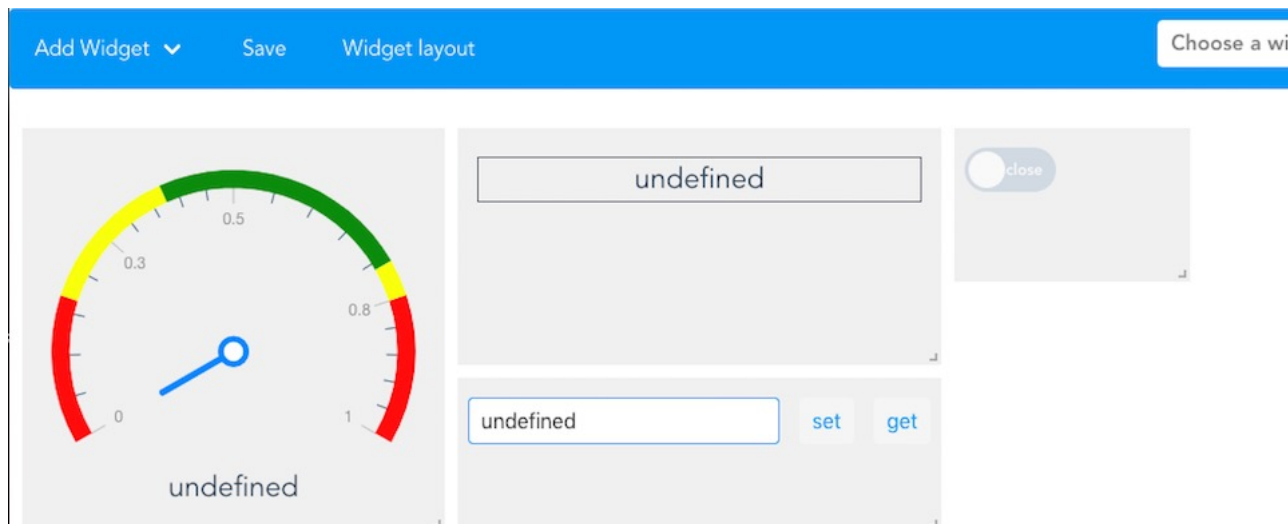 Add Widget
Save
Widget layout
Choose a wi
0.5
0.3
0.8
0
1
undefined
undefined
undefined
set
get
close